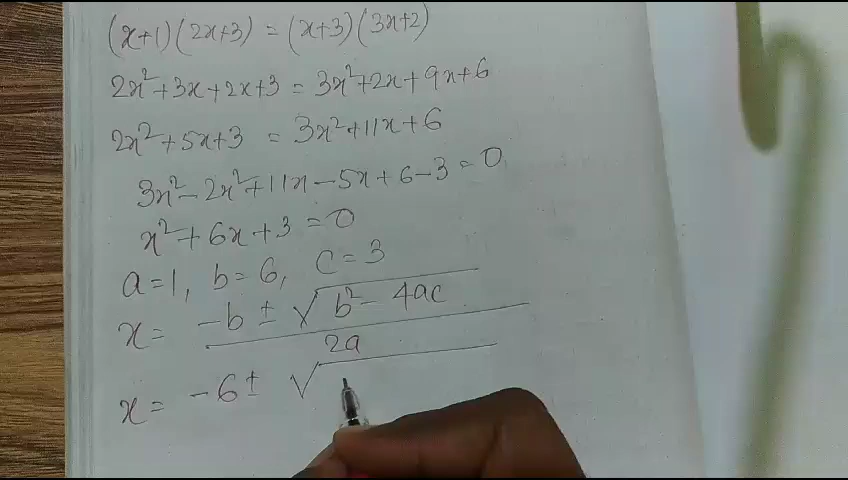 (x+1)(2x+3) = (x+3)(3x+2)
2x²+3x+2x+3 = 3x²+2x+9x+6
2x²+5x+3 = 3x²+11x+6
3x²-2x²+11x-5x+6-3=0
x²+6x+3=0
a=1, b=6, c=3
x= -b±√b²-4ac
2a
x= -6±√